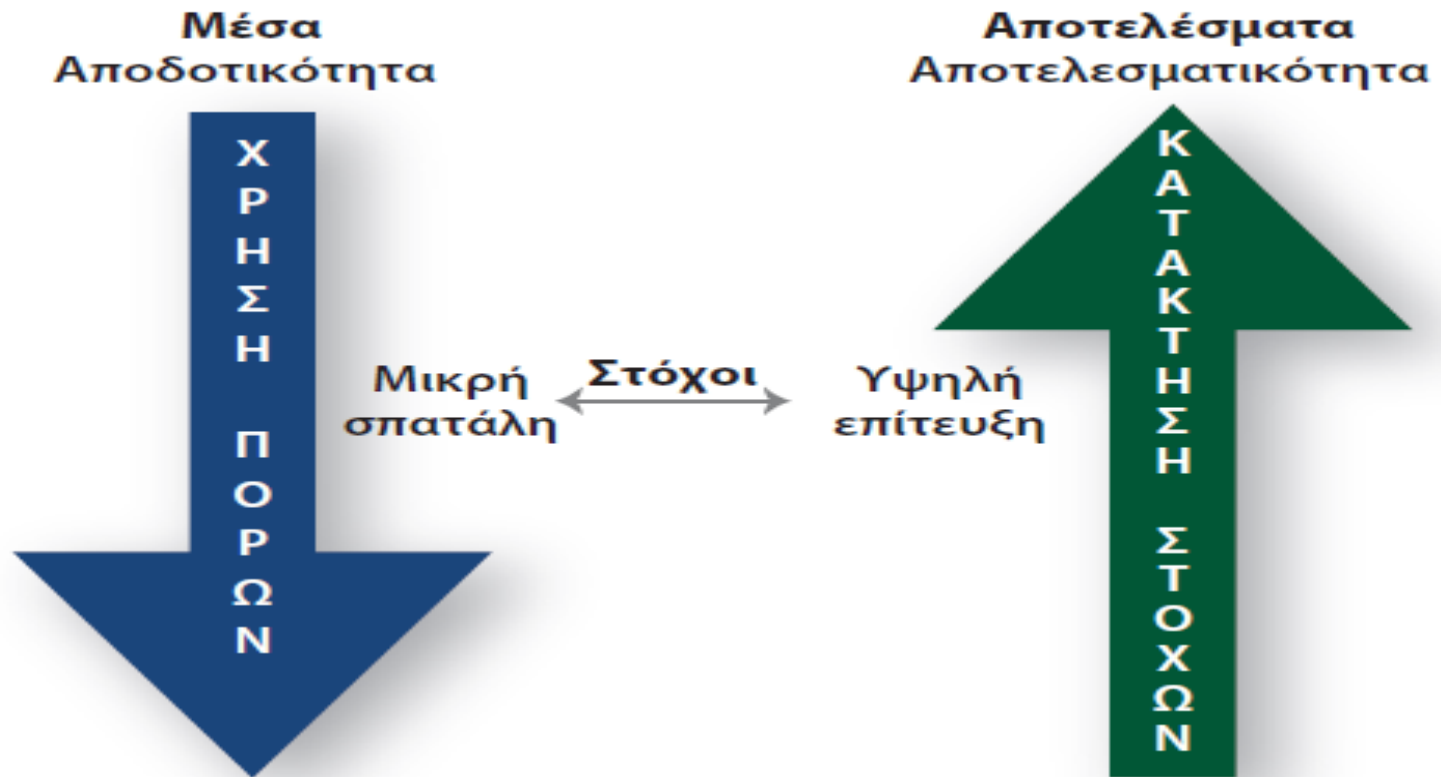 Μέσα
Αποδοτικότητα
ΧΡΗΣΗ ΠΟΡΩΝ
Μικρή
σπατάλη
Στόχοι
Υψηλή
επίτευξη
Αποτελέσματα
Αποτελεσματικότητα
ΚΑΤΑΚΤΗΣΗ ΣΤΟΧΩΝ